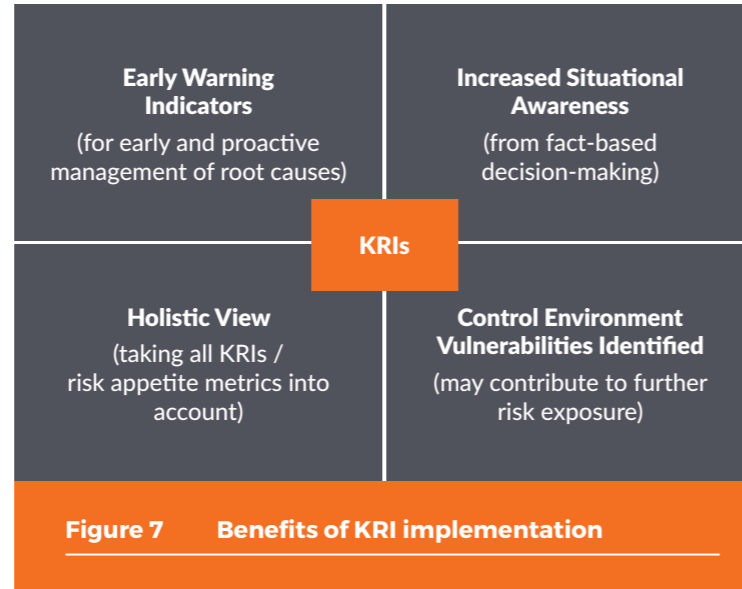 Early Warning
Indicators
(for early and proactive
management of root causes)
Increased Situational
Awareness
(from fact-based
decision-making)
KRIs
Holistic View
(taking all KRIs /
risk appetite metrics into
account)
Control Environment
Vulnerabilities Identified
(may contribute to further
risk exposure)
Figure 7 Benefits of KRI implementation